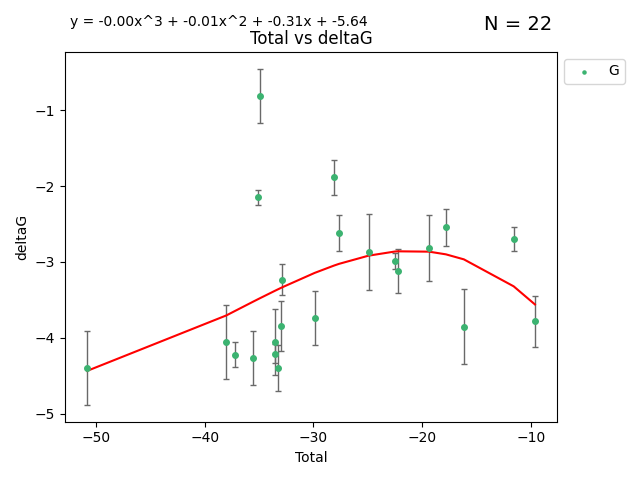 y = -0.00x^3 + -0.01x^2 + -0.31x + -5.64
N = 22
Total vs deltaG
G
−1
−2
−3
−4
−5
deltaG
−50
−40
−30
−20
−10
Total